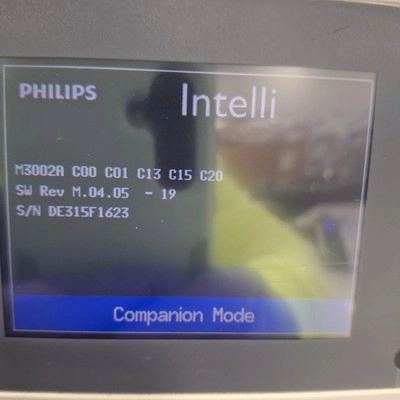 PHILIPS Intelli
M3002A C00 C01 C13 C15 C20
SW Rev M.04.05 - 19
S/N DE315F1623
Companion Mode